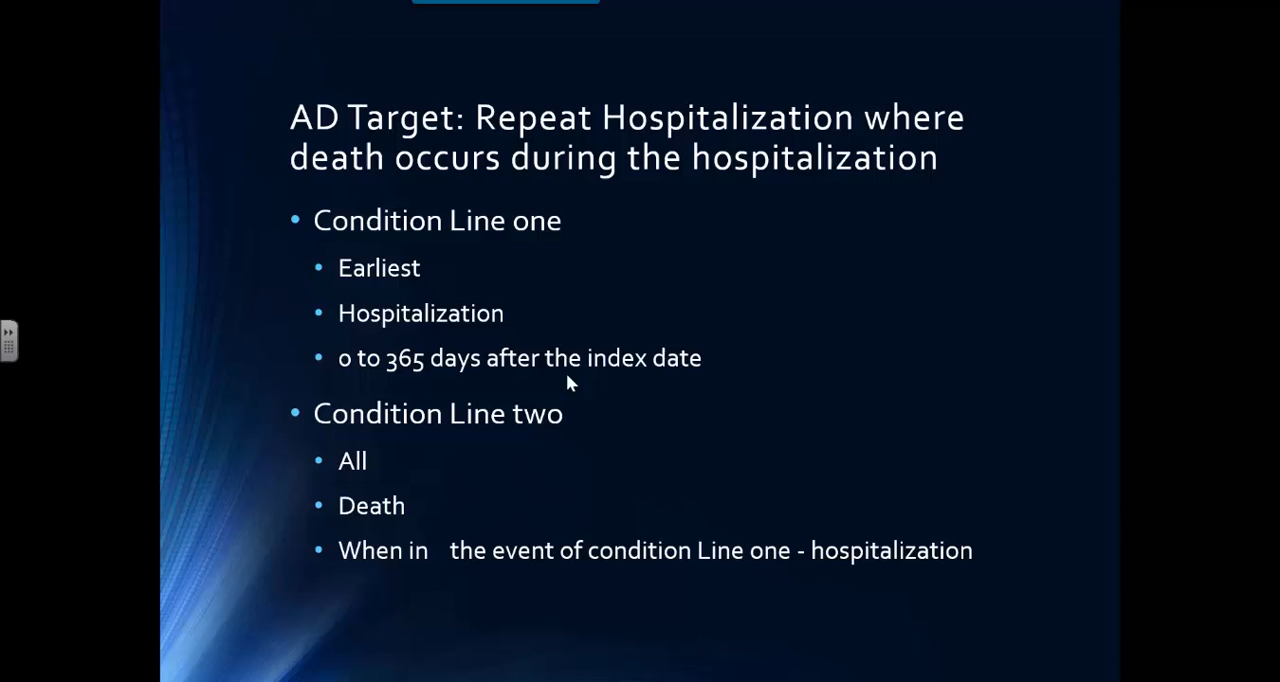 AD Target: Repeat Hospitalization where
death occurs during the hospitalization
• Condition Line one
• Earliest
• Hospitalization
• 0 to 365 days after the index date
• Condition Line two
• All
• Death
• When in the event of condition Line one - hospitalization